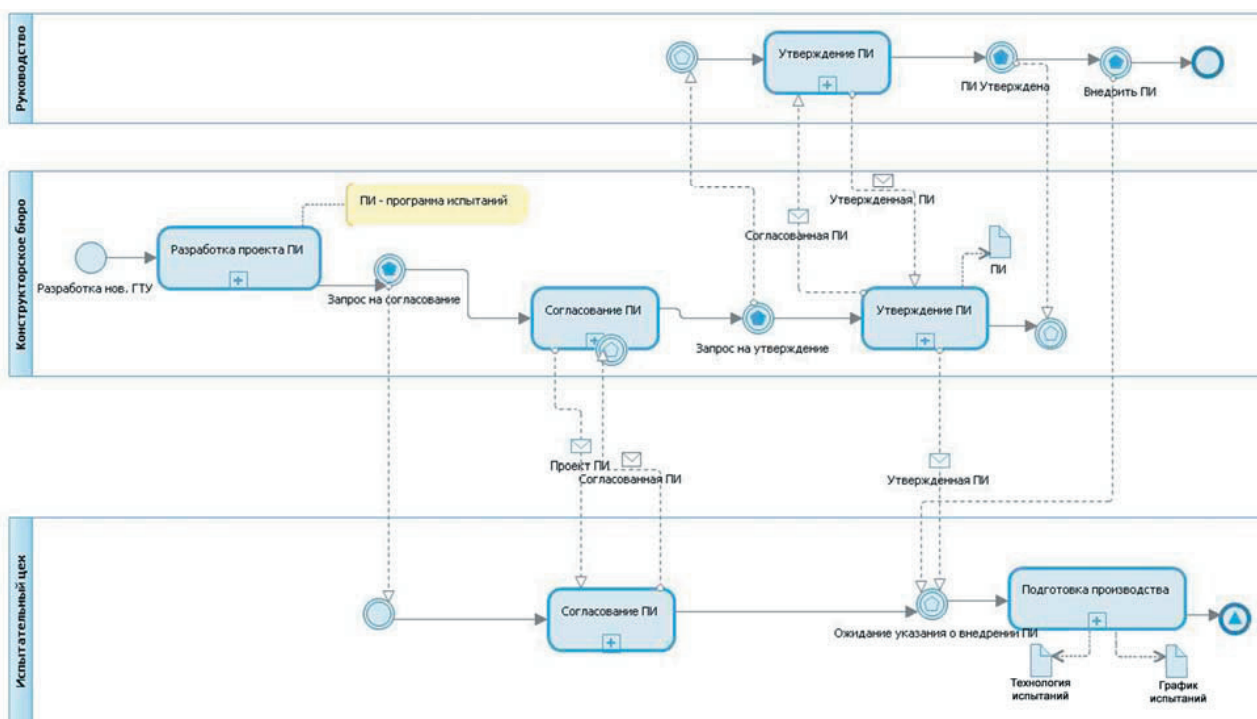 Руководство
Утверждение ПИ
ПИ Утверждена
Внедрить ПИ
Конструкторское бюро
ПИ - программа испытаний
Утвержденная ПИ
Согласованная ПИ
Разработка проекта ПИ
ПИ
Разработка нов. ГТУ
Запрос на согласование
Согласование ПИ
Утверждение ПИ
Запрос на утверждение
Проект ПИ
Согласованная ПИ
Утвержденная ПИ
Испытательный цех
Согласование ПИ
Подготовка производства
Ожидание указания о внедрении ПИ
Технология
испытаний
График
испытаний